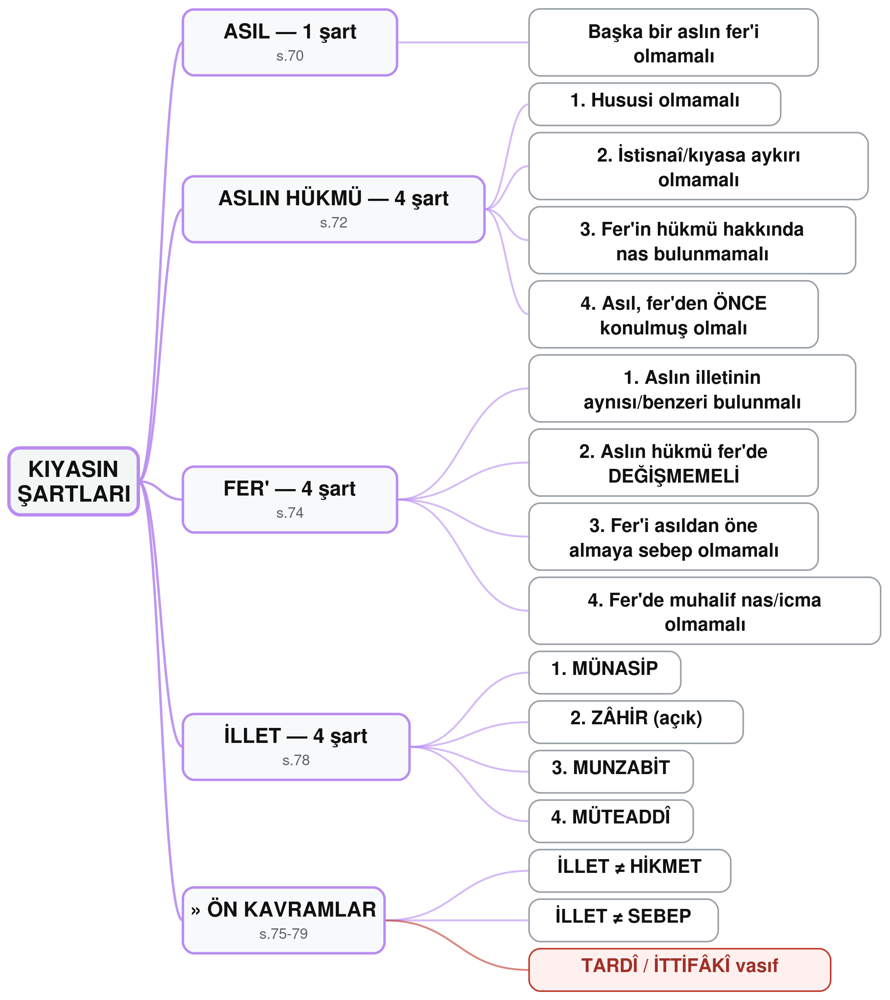 KIYASIN
ŞARTLARI
ASIL — 1 şart
s.70
Başka bir aslın fer'i
olmamalı
ASLIN HÜKMÜ — 4 şart
s.72
1. Hususi olmamalı
2. İstisnaî/kıyasa aykırı
olmamalı
3. Fer'in hükmü hakkında
nas bulunmamalı
4. Asıl, fer'den ÖNCE
konulmuş olmalı
FER' — 4 şart
s.74
1. Aslın illetinin
aynısı/benzeri bulunmalı
2. Aslın hükmü fer'de
DEĞİŞMEMELİ
3. Fer'i asıldan öne
almaya sebep olmamalı
4. Fer'de muhalif nas/icma
olmamalı
İLLET — 4 şart
s.78
1. MÜNASİP
2. ZÂHİR (açık)
3. MUNZABİT
4. MÜTEADDÎ
» ÖN KAVRAMLAR
s.75-79
İLLET ≠ HİKMET
İLLET ≠ SEBEP
TARDÎ / İTTİFÂKÎ vasıf